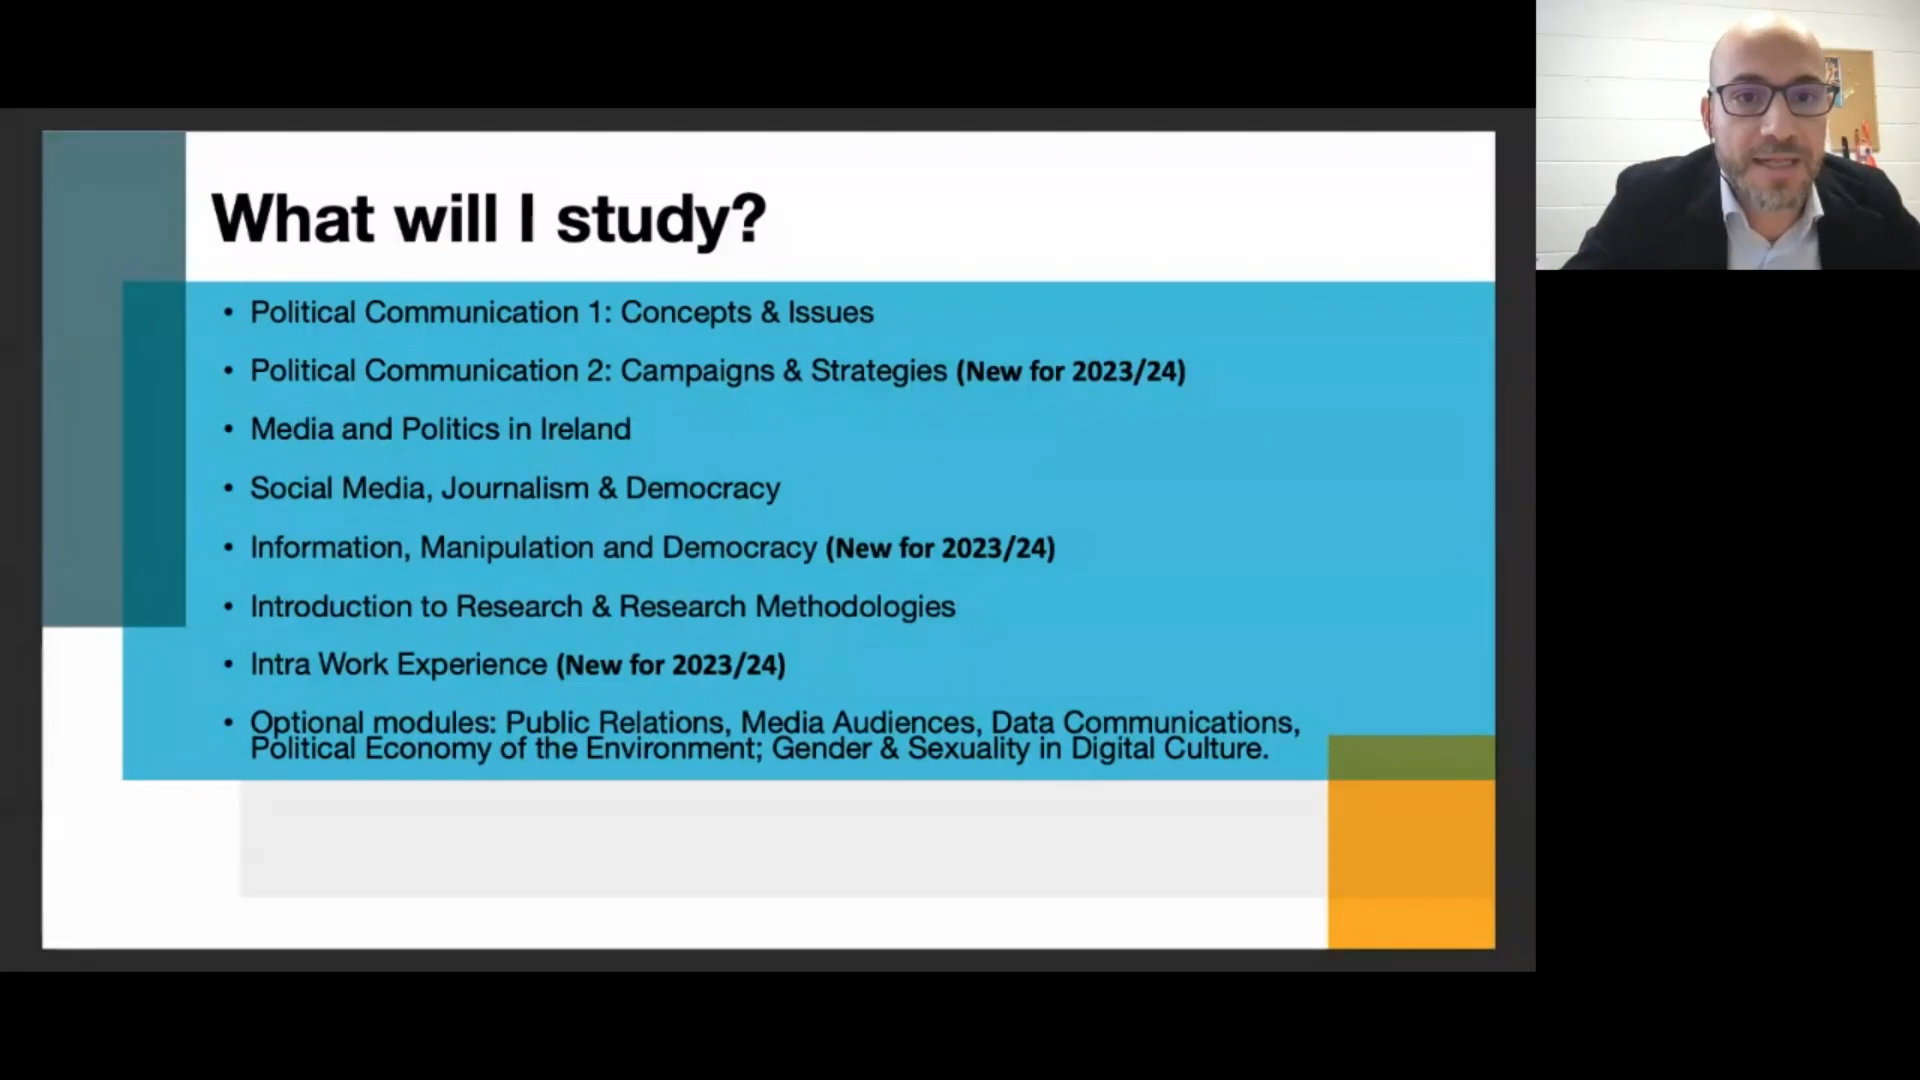 What will I study?
• Political Communication 1: Concepts & Issues
• Political Communication 2: Campaigns & Strategies (New for 2023/24)
• Media and Politics in Ireland
• Social Media, Journalism & Democracy
• Information, Manipulation and Democracy (New for 2023/24)
• Introduction to Research & Research Methodologies
• Intra Work Experience (New for 2023/24)
• Optional modules: Public Relations, Media Audiences, Data Communications,
Political Economy of the Environment; Gender & Sexuality in Digital Culture.